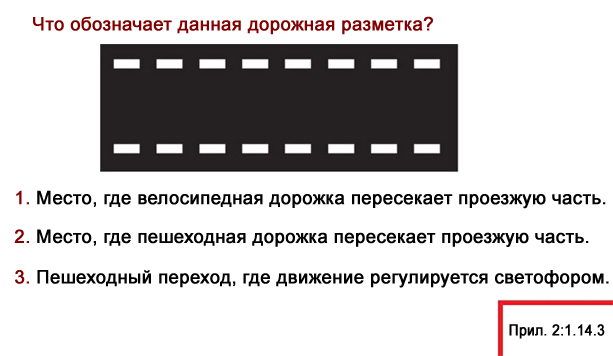 Что обозначает данная дорожная разметка?
1. Место, где велосипедная дорожка пересекает проезжую часть.
2. Место, где пешеходная дорожка пересекает проезжую часть.
3. Пешеходный переход, где движение регулируется светофором.
Прил. 2:1.14.3